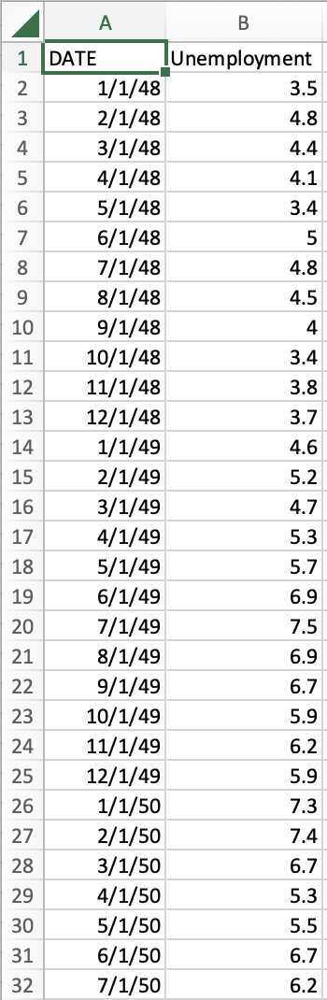 A B
1 DATE Unemployment
2 1/1/48 3.5
3 2/1/48 4.8
4 3/1/48 4.4
5 4/1/48 4.1
6 5/1/48 3.4
7 6/1/48 5
8 7/1/48 4.8
9 8/1/48 4.5
10 9/1/48 4
11 10/1/48 3.4
12 11/1/48 3.8
13 12/1/48 3.7
14 1/1/49 4.6
15 2/1/49 5.2
16 3/1/49 4.7
17 4/1/49 5.3
18 5/1/49 5.7
19 6/1/49 6.9
20 7/1/49 7.5
21 8/1/49 6.9
22 9/1/49 6.7
23 10/1/49 5.9
24 11/1/49 6.2
25 12/1/49 5.9
26 1/1/50 7.3
27 2/1/50 7.4
28 3/1/50 6.7
29 4/1/50 5.3
30 5/1/50 5.5
31 6/1/50 6.7
32 7/1/50 6.2